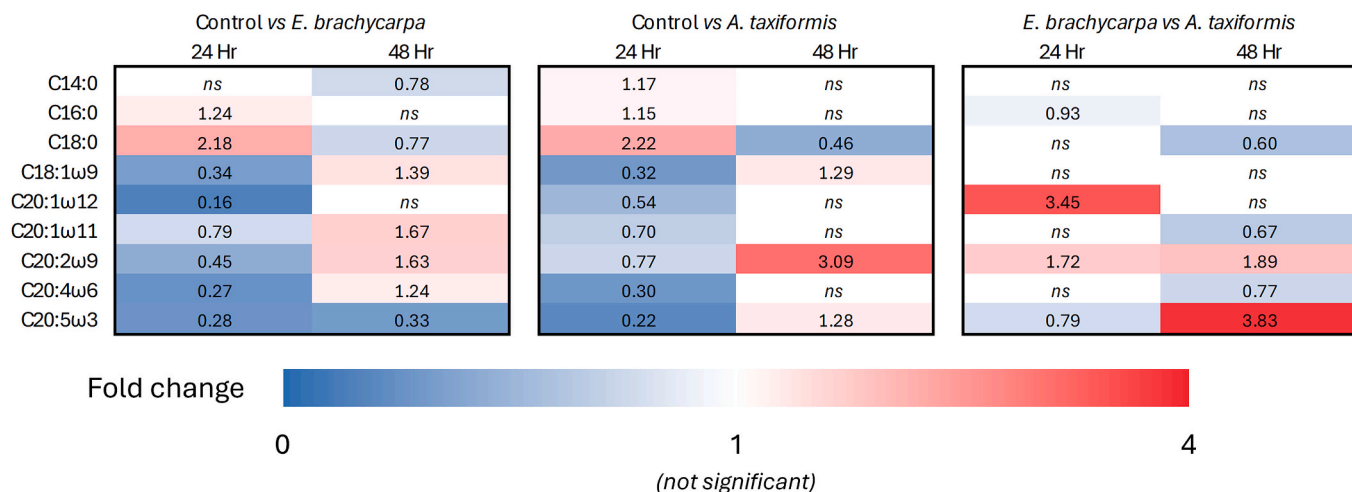 Control vs E. brachycarpa Control vs A. taxiformis E. brachycarpa vs A. taxiformis
24 Hr 48 Hr 24 Hr 48 Hr 24 Hr 48 Hr
C14:0 ns 0.78 1.17 ns ns ns
C16:0 1.24 ns 1.15 ns 0.93 ns
C18:0 2.18 0.77 2.22 0.46 ns 0.60
C18:1ω9 0.34 1.39 0.32 1.29 ns ns
C20:1ω12 0.16 ns 0.54 ns 3.45 ns
C20:1ω11 0.79 1.67 0.70 ns ns 0.67
C20:2ω9 0.45 1.63 0.77 3.09 1.72 1.89
C20:4ω6 0.27 1.24 0.30 ns ns 0.77
C20:5ω3 0.28 0.33 0.22 1.28 0.79 3.83
Fold change
0 1 4
(not significant)